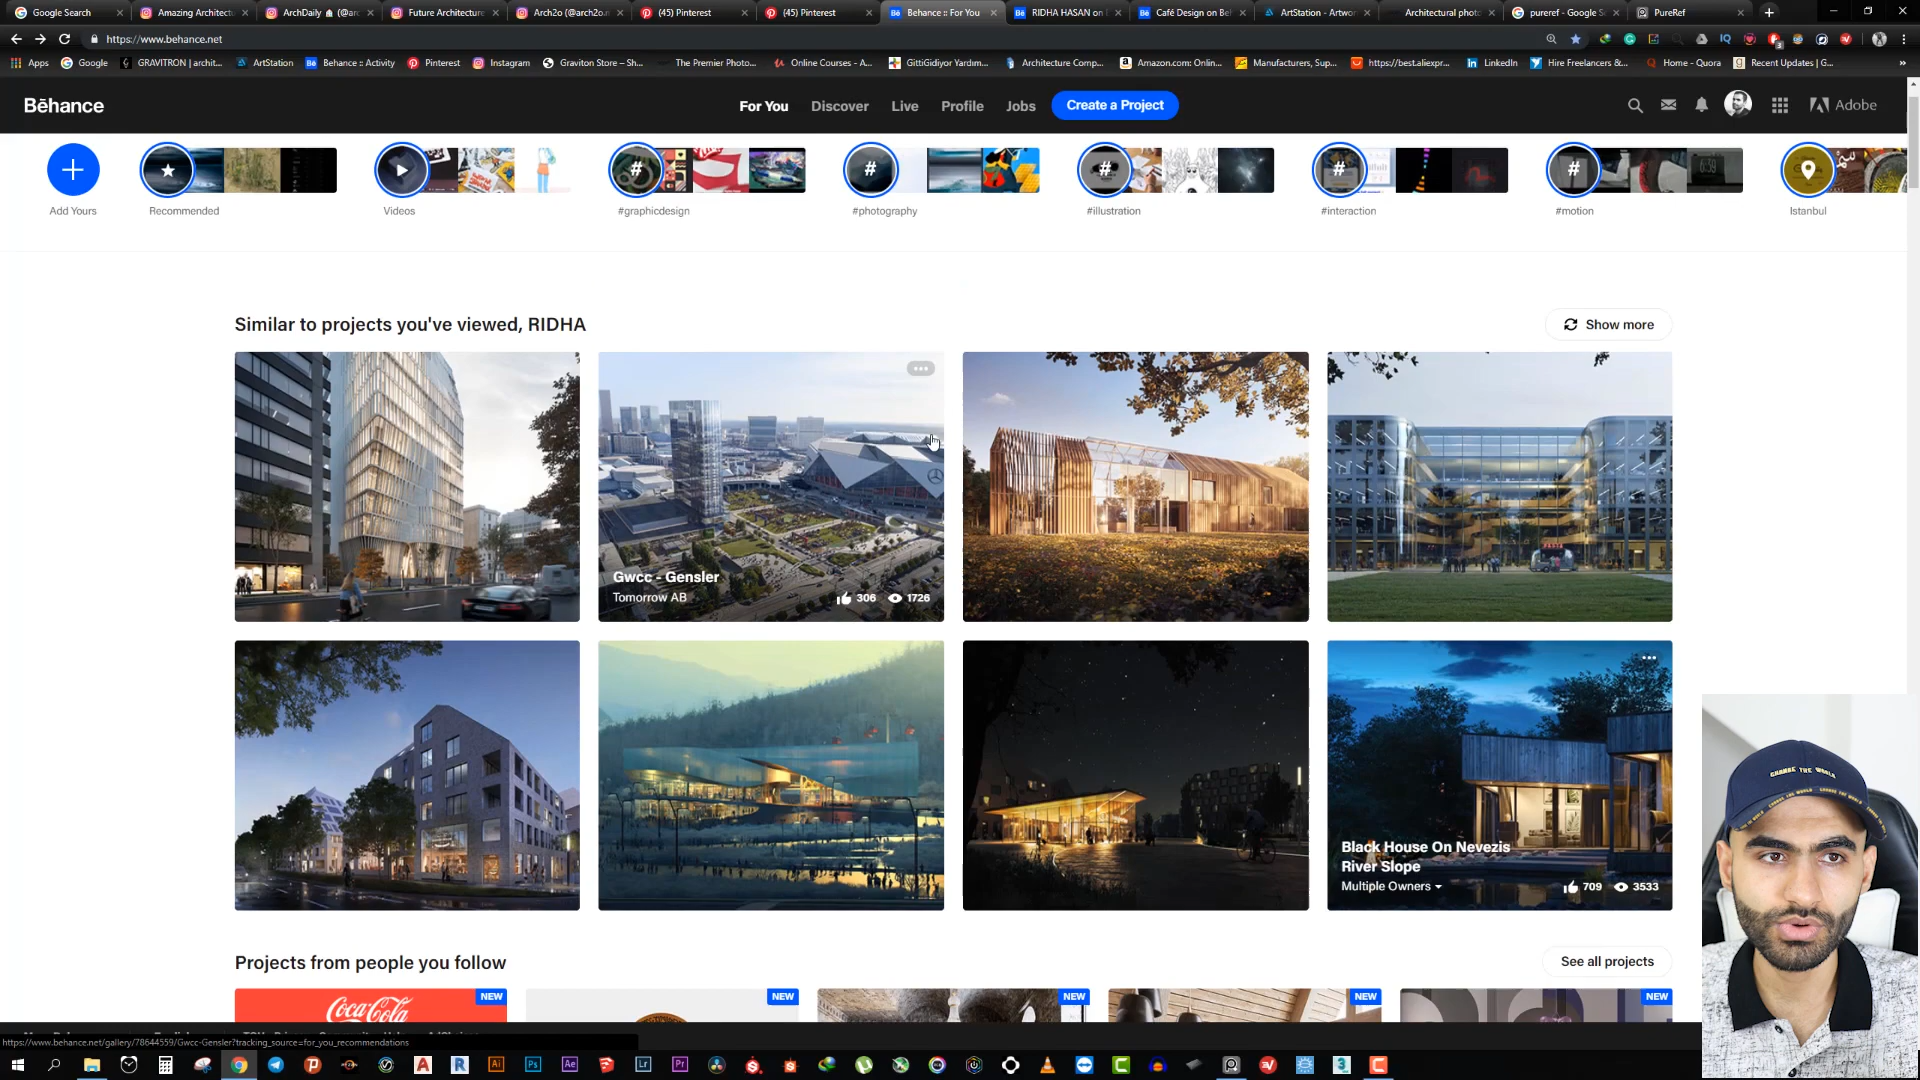 Google Search
Amazing Architectu
ArchDaily
Future Architecture
Arch2o (@arch2o.
(45) Pinterest
(45) Pinterest
Behance :: For You
RIDHA HASAN on
Café Design on Be
ArtStation - Artwo
Architectural phot
pureref - Google S
PureRef
https://www.behance.net
Apps
Google
GRAVITRON | archit...
ArtStation
Behance :: Activity
Pinterest
Instagram
Graviton Store – Sh...
The Premier Photo...
Online Courses - A...
GittiGidiyor Yardım...
Architecture Comp...
Amazon.com: Onlin...
Manufacturers, Sup...
https://best.aliexpr...
LinkedIn
Hire Freelancers &...
Home - Quora
Recent Updates | G...
Bēhance
For You
Discover
Live
Profile
Jobs
Create a Project
Adobe
Add Yours
Recommended
Videos
#graphicdesign
#photography
#illustration
#interaction
#motion
Istanbul
Similar to projects you've viewed, RIDHA
Show more
Gwcc - Gensler
Tomorrow AB
306
1726
Black House On Nevezis
River Slope
Multiple Owners
709
3533
CHANGE THE WORLD
Projects from people you follow
See all projects
Coca-Cola
NEW
NEW
NEW
NEW
NEW
https://www.behance.net/gallery/78644559/Gwcc-Gensler?tracking_source=for_you_recommendations